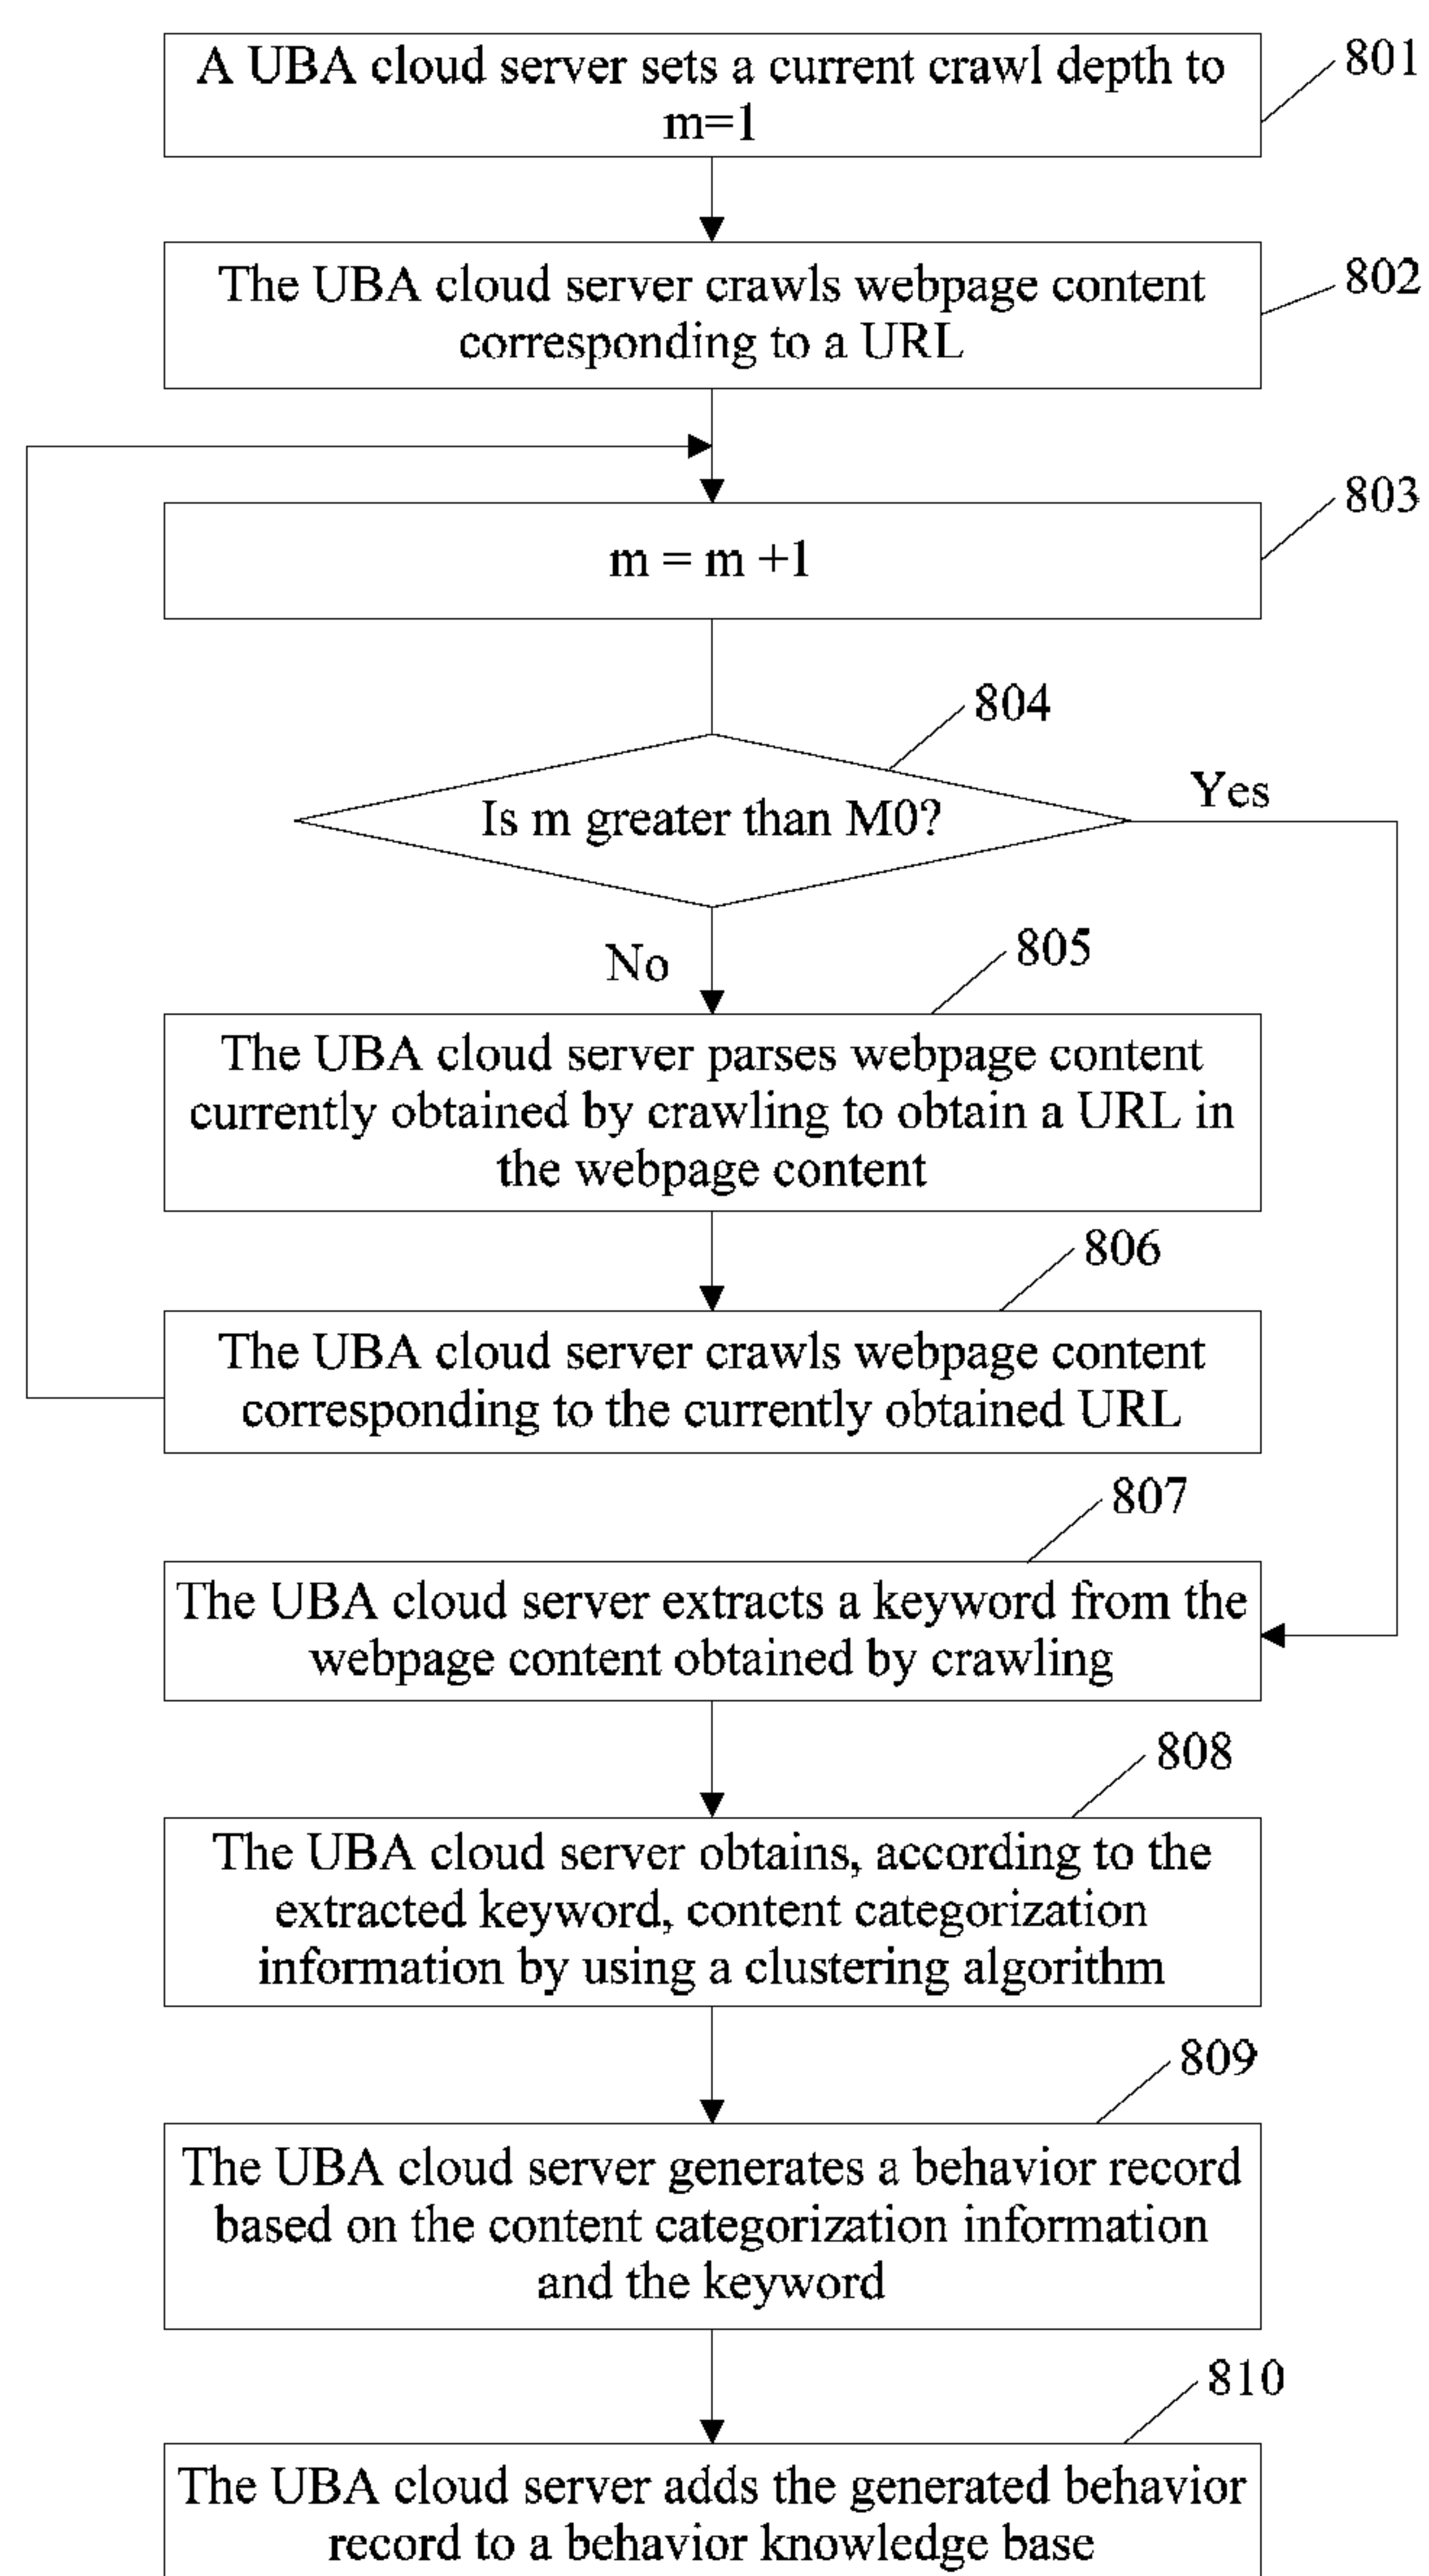 A UBA cloud server sets a current crawl depth to
m=1
801
The UBA cloud server crawls webpage content
corresponding to a URL
802
m = m +1
803
804
Is m greater than M0?
Yes
No
805
The UBA cloud server parses webpage content
currently obtained by crawling to obtain a URL in
the webpage content
806
The UBA cloud server crawls webpage content
corresponding to the currently obtained URL
807
The UBA cloud server extracts a keyword from the
webpage content obtained by crawling
808
The UBA cloud server obtains, according to the
extracted keyword, content categorization
information by using a clustering algorithm
809
The UBA cloud server generates a behavior record
based on the content categorization information
and the keyword
810
The UBA cloud server adds the generated behavior
record to a behavior knowledge base